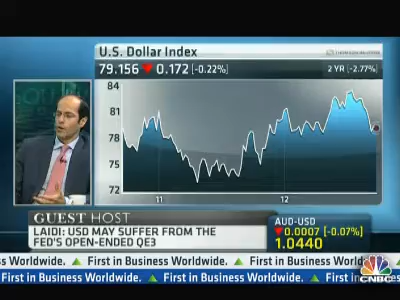 U.S. Dollar Index
79.156 0.172 [-0.22%]
2 YR [-2.77%]
84
81
78
75
72
11
12
GUEST HOST
LAIDI: USD MAY SUFFER FROM THE
FED'S OPEN-ENDED QE3
AUD-USD
0.0007 (-0.07%)
1.0440
Worldwide. First in Business Worldwide. First in Business Worldwide.
First in Business Worldwide. First in Business Worldwide.
CNBC